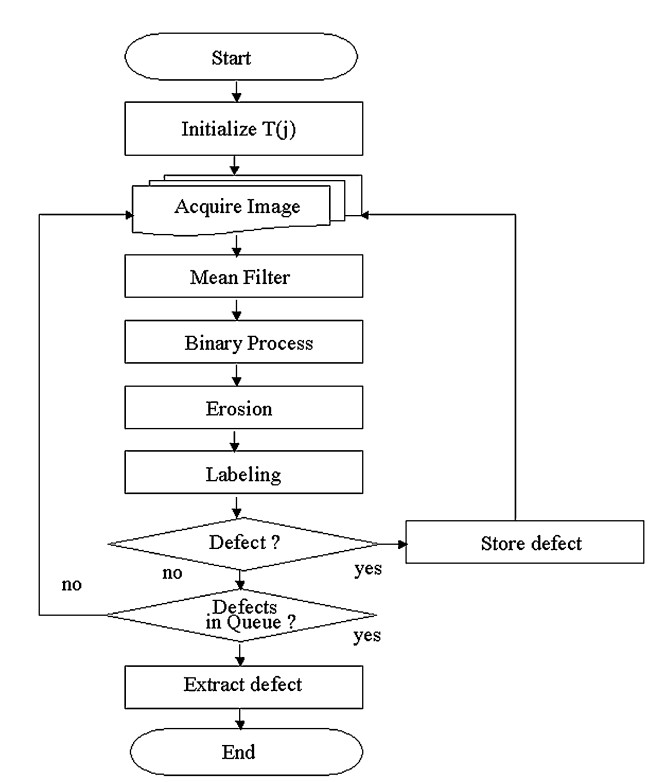 Start
Initialize T(j)
Acquire Image
Mean Filter
Binary Process
Erosion
Labeling
Defect ?
Store defect
no
yes
no
Defects
in Queue ?
yes
Extract defect
End